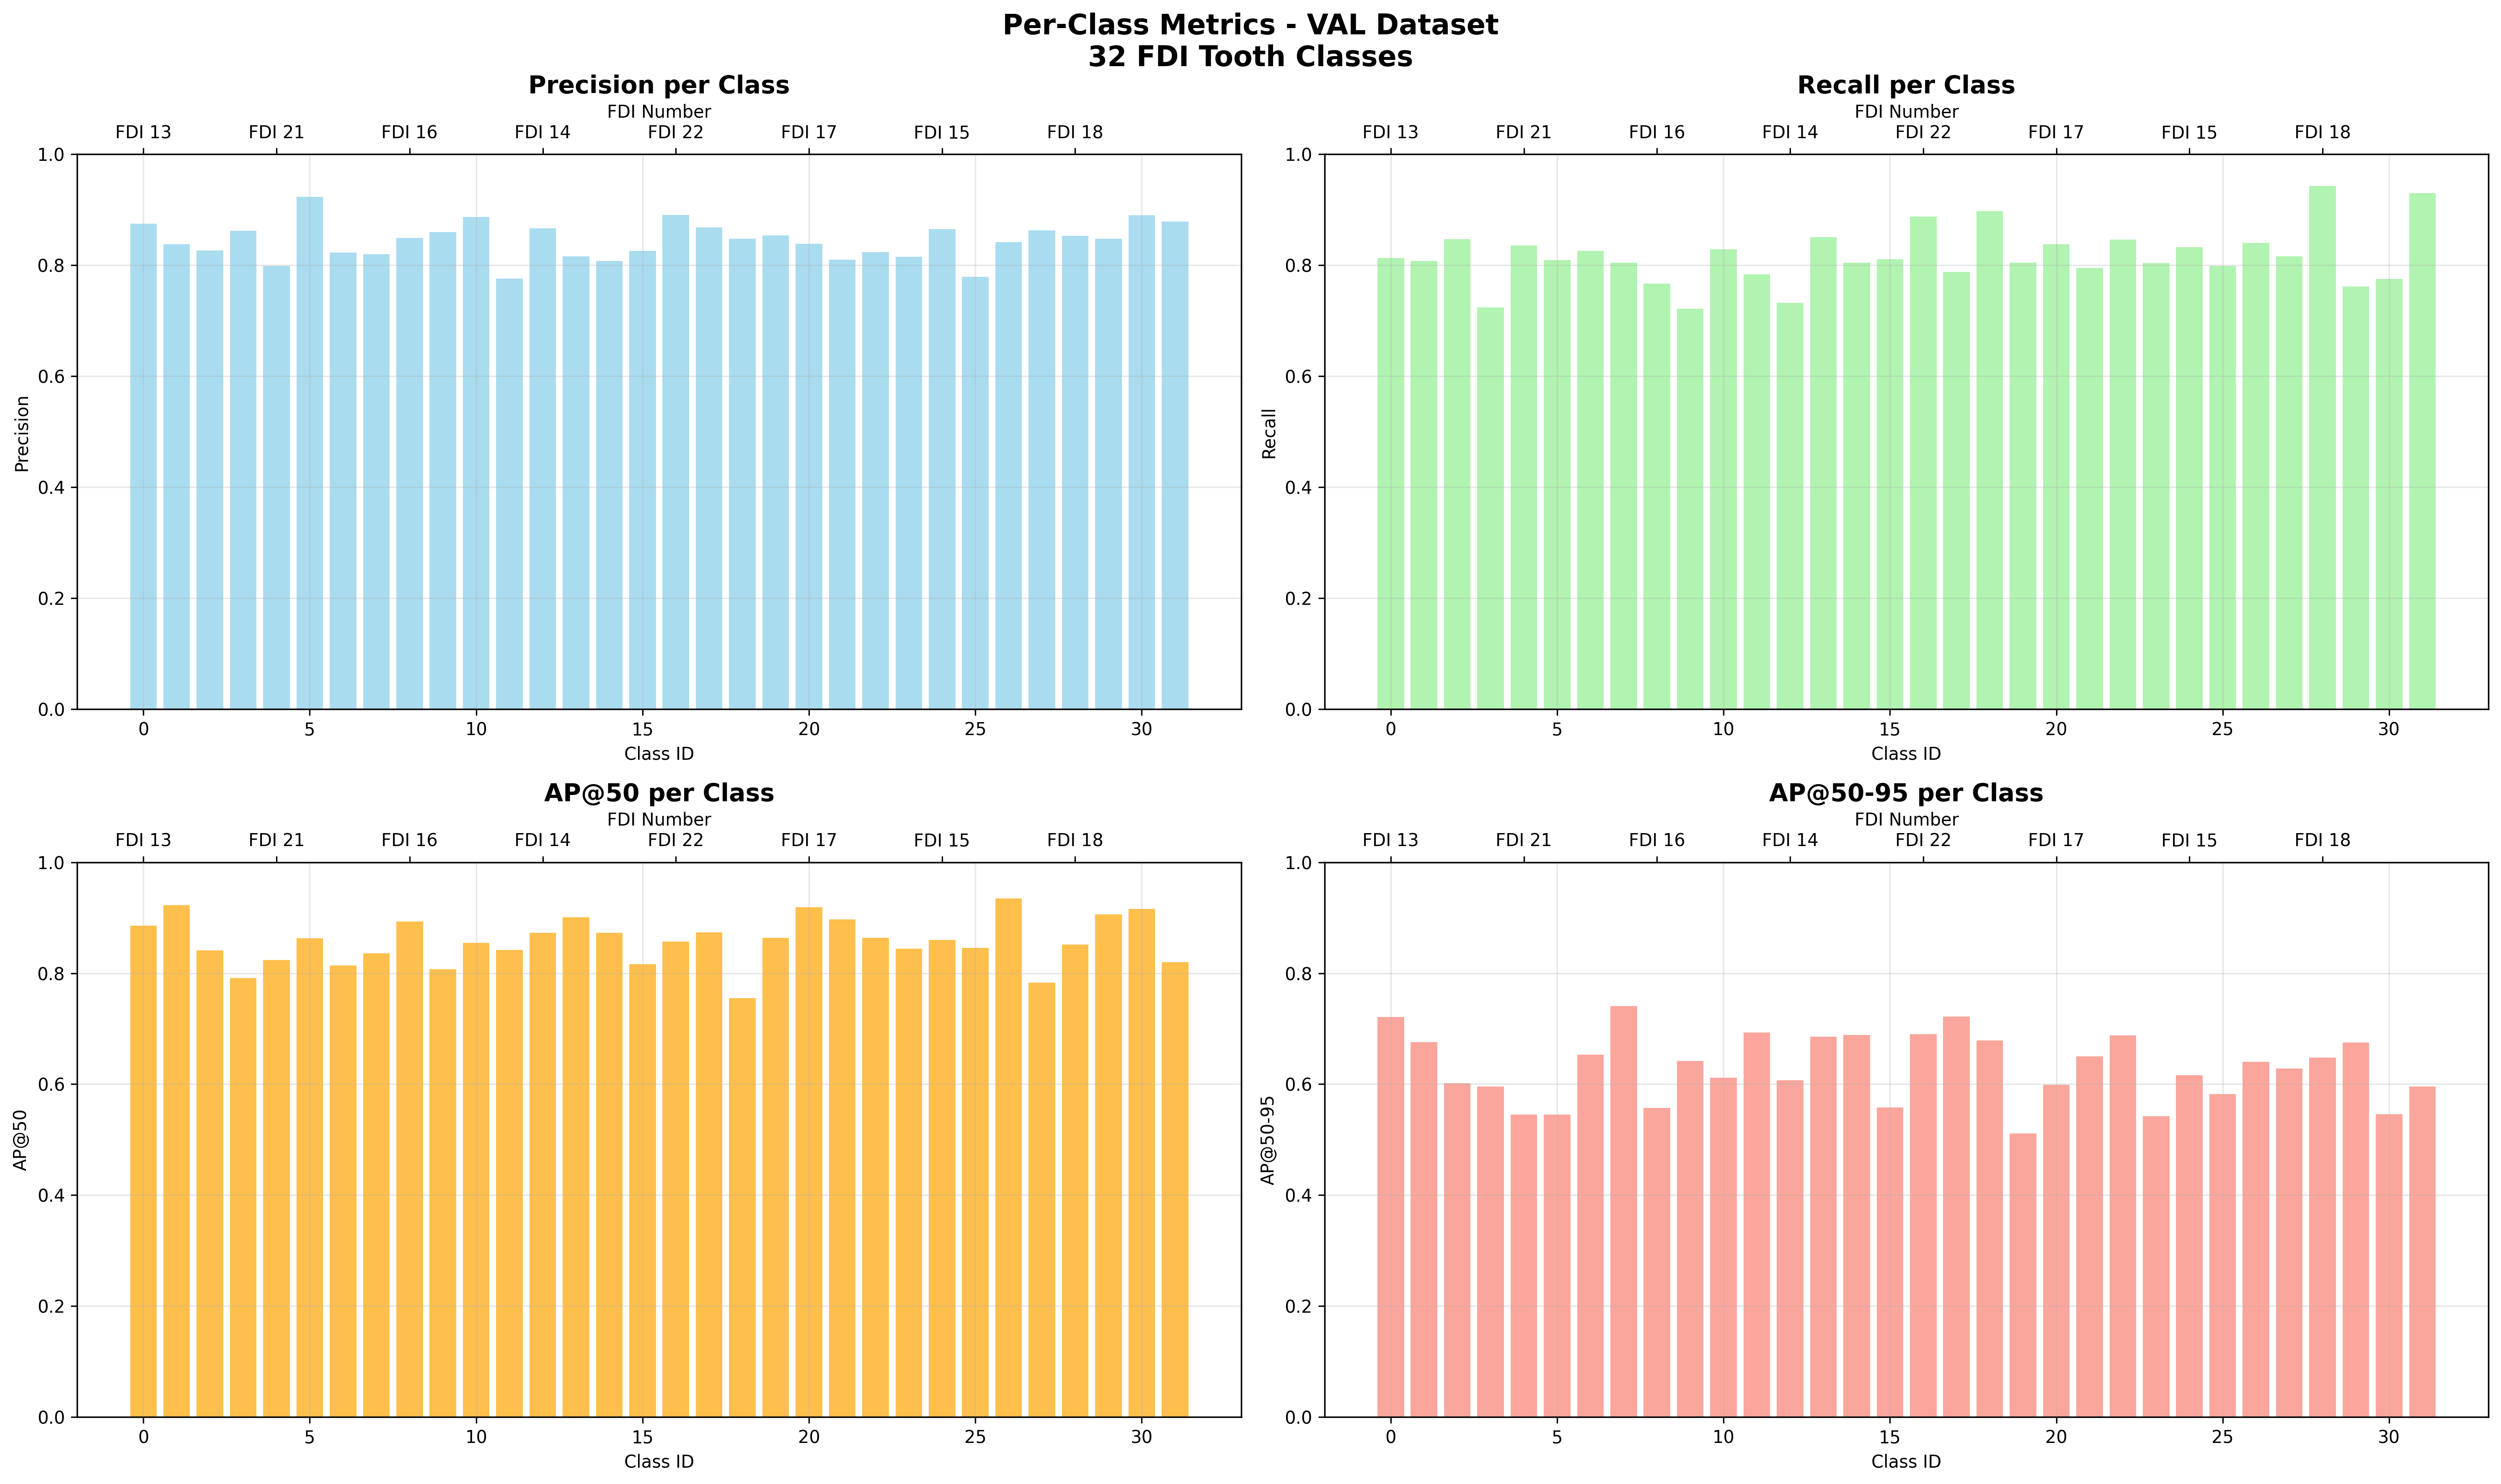 Per-Class Metrics - VAL Dataset
32 FDI Tooth Classes
Precision per Class
FDI Number
FDI 13 FDI 21 FDI 16 FDI 14 FDI 22 FDI 17 FDI 15 FDI 18
1.0
0.8
0.6
0.4
0.2
0.0
Precision
0 5 10 15 20 25 30
Class ID
Recall per Class
FDI Number
FDI 13 FDI 21 FDI 16 FDI 14 FDI 22 FDI 17 FDI 15 FDI 18
1.0
0.8
0.6
0.4
0.2
0.0
Recall
0 5 10 15 20 25 30
Class ID
AP@50 per Class
FDI Number
FDI 13 FDI 21 FDI 16 FDI 14 FDI 22 FDI 17 FDI 15 FDI 18
1.0
0.8
0.6
0.4
0.2
0.0
AP@50
0 5 10 15 20 25 30
Class ID
AP@50-95 per Class
FDI Number
FDI 13 FDI 21 FDI 16 FDI 14 FDI 22 FDI 17 FDI 15 FDI 18
1.0
0.8
0.6
0.4
0.2
0.0
AP@50-95
0 5 10 15 20 25 30
Class ID